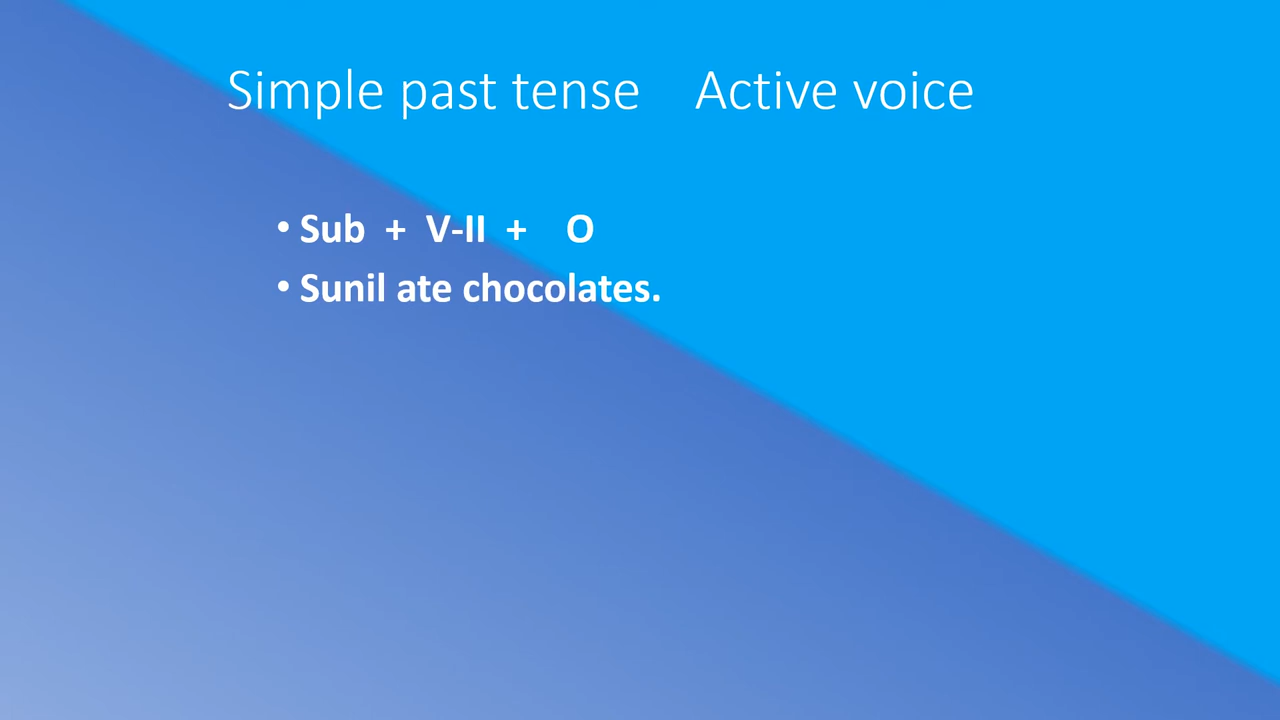 Simple past tense Active voice
• Sub + V-II + O
• Sunil ate chocolates.